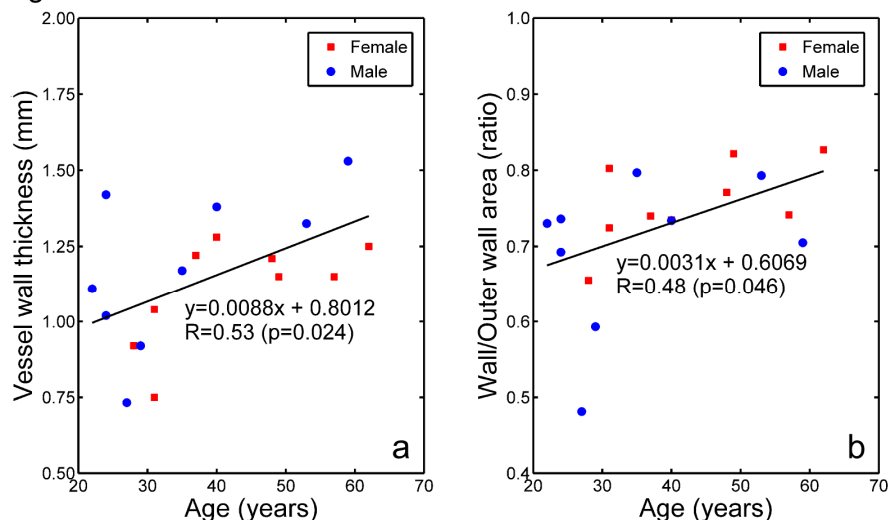 2.00
1.75
1.50
1.25
1.00
0.75
0.50
Vessel wall thickness (mm)
Female
Male
y=0.0088x + 0.8012
R=0.53 (p=0.024)
a
20 30 40 50 60 70
Age (years)
1.0
0.9
0.8
0.7
0.6
0.5
0.4
Wall/Outer wall area (ratio)
Female
Male
y=0.0031x + 0.6069
R=0.48 (p=0.046)
b
20 30 40 50 60 70
Age (years)